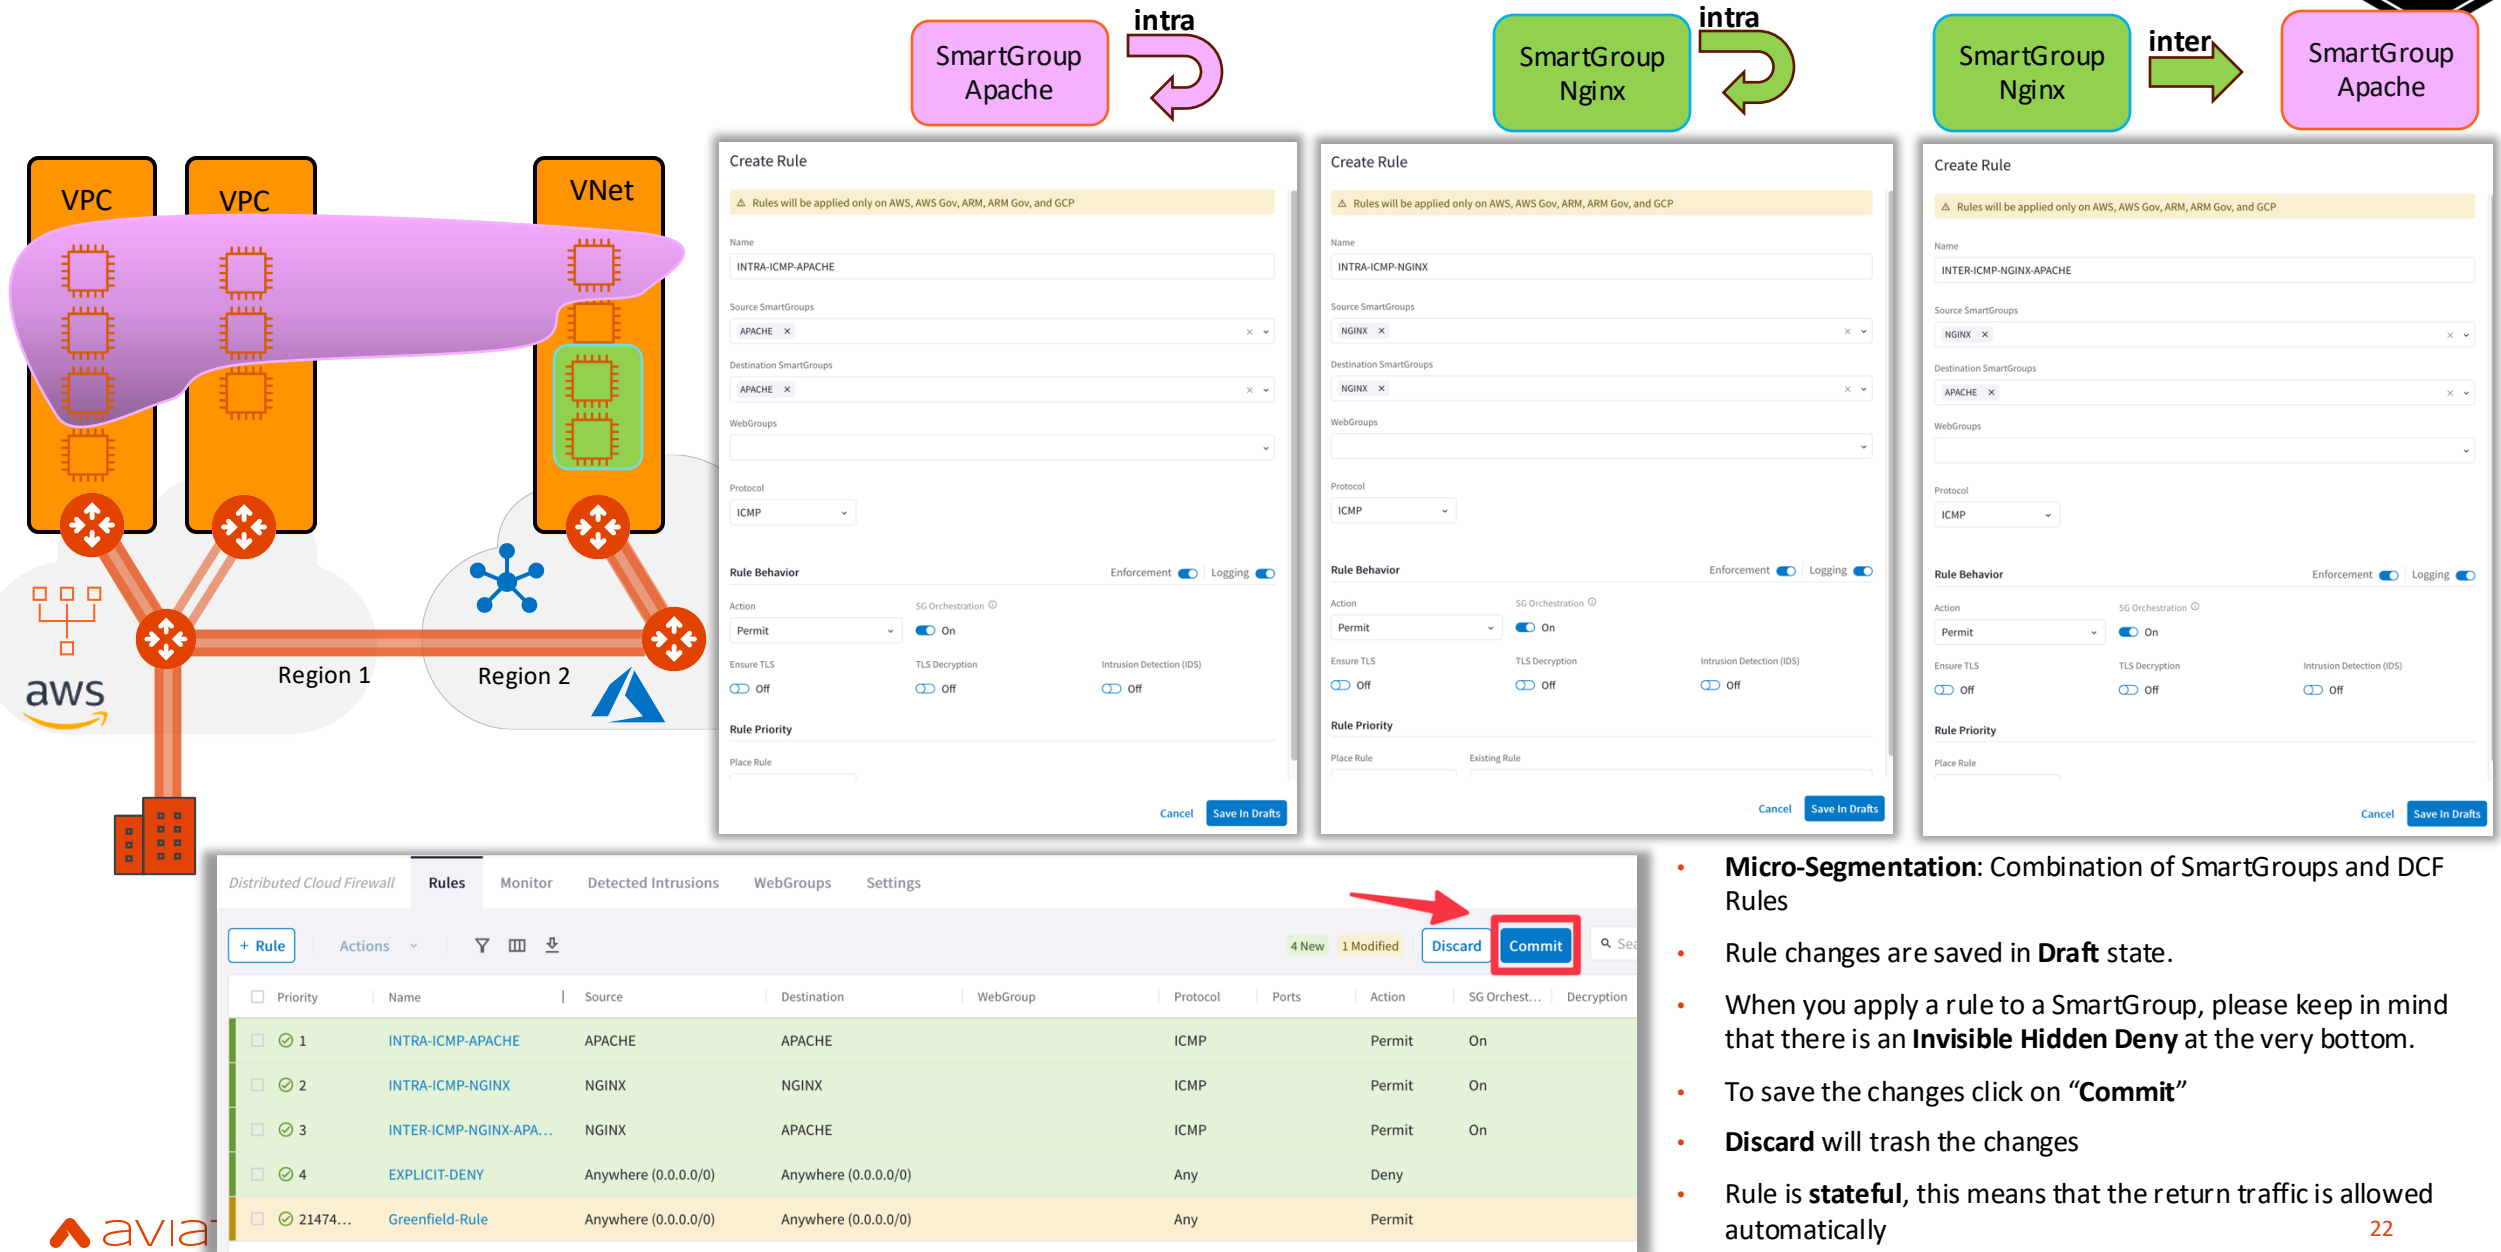 intra
SmartGroup
Apache
intra
SmartGroup
Nginx
SmartGroup
Nginx
inter
SmartGroup
Apache
VPC
VPC
VNet
Region 1
Region 2
aws
Create Rule
Rules will be applied only on AWS, AWS Gov, ARM, ARM Gov, and GCP
Name
INTRA-ICMP-APACHE
Source SmartGroups
APACHE
Destination SmartGroups
APACHE
WebGroups
Protocol
ICMP
Rule Behavior Enforcement Logging
Action SG Orchestration
Permit On
Ensure TLS TLS Decryption Intrusion Detection (IDS)
Off Off Off
Rule Priority
Place Rule
Cancel Save In Drafts
Create Rule
Rules will be applied only on AWS, AWS Gov, ARM, ARM Gov, and GCP
Name
INTRA-ICMP-NGINX
Source SmartGroups
NGINX
Destination SmartGroups
NGINX
WebGroups
Protocol
ICMP
Rule Behavior Enforcement Logging
Action SG Orchestration
Permit On
Ensure TLS TLS Decryption Intrusion Detection (IDS)
Off Off Off
Rule Priority
Place Rule Existing Rule
Cancel Save In Drafts
Create Rule
Rules will be applied only on AWS, AWS Gov, ARM, ARM Gov, and GCP
Name
INTER-ICMP-NGINX-APACHE
Source SmartGroups
NGINX
Destination SmartGroups
APACHE
WebGroups
Protocol
ICMP
Rule Behavior Enforcement Logging
Action SG Orchestration
Permit On
Ensure TLS TLS Decryption Intrusion Detection (IDS)
Off Off Off
Rule Priority
Place Rule
Cancel Save In Drafts
Distributed Cloud Firewall Rules Monitor Detected Intrusions WebGroups Settings
+ Rule Actions 4 New 1 Modified Discard Commit Sea
Priority Name Source Destination WebGroup Protocol Ports Action SG Orchest... Decryption
1 INTRA-ICMP-APACHE APACHE APACHE ICMP Permit On
2 INTRA-ICMP-NGINX NGINX NGINX ICMP Permit On
3 INTER-ICMP-NGINX-APA... NGINX APACHE ICMP Permit On
4 EXPLICIT-DENY Anywhere (0.0.0.0/0) Anywhere (0.0.0.0/0) Any Deny
21474... Greenfield-Rule Anywhere (0.0.0.0/0) Anywhere (0.0.0.0/0) Any Permit
• Micro-Segmentation: Combination of SmartGroups and DCF
Rules
• Rule changes are saved in Draft state.
• When you apply a rule to a SmartGroup, please keep in mind
that there is an Invisible Hidden Deny at the very bottom.
• To save the changes click on “Commit”
• Discard will trash the changes
• Rule is stateful, this means that the return traffic is allowed
automatically
avia
22